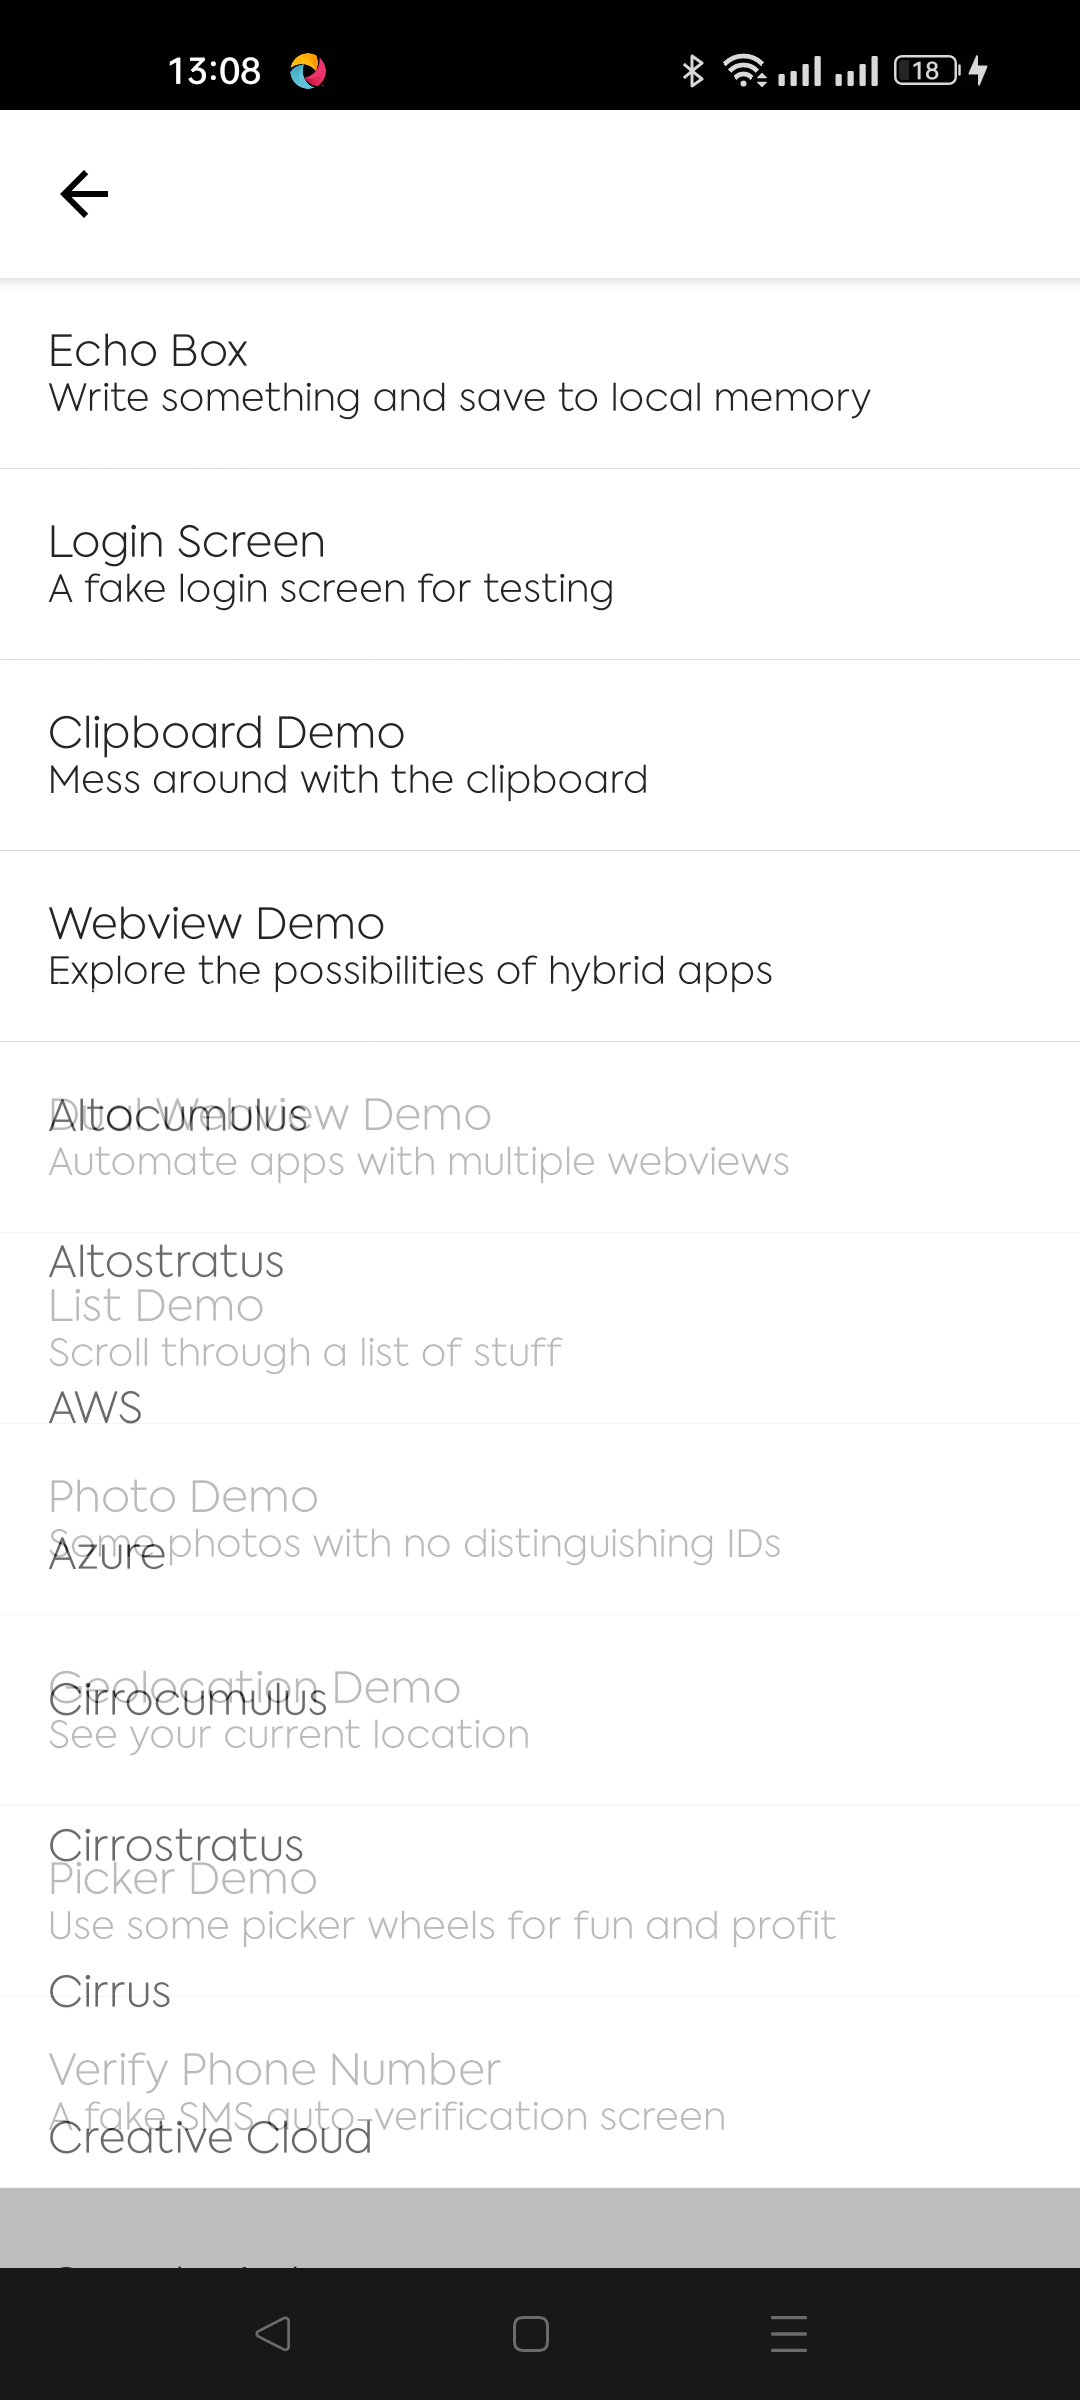 13:08
18
Echo Box
Write something and save to local memory
Login Screen
A fake login screen for testing
Clipboard Demo
Mess around with the clipboard
Webview Demo
Explore the possibilities of hybrid apps
Dual Webview Demo
Altocumulus
Automate apps with multiple webviews
Altostratus
List Demo
Scroll through a list of stuff
AWS
Photo Demo
Some photos with no distinguishing IDs
Azure
Geolocation Demo
Cirrocumulus
See your current location
Cirrostratus
Picker Demo
Use some picker wheels for fun and profit
Cirrus
Verify Phone Number
A fake SMS auto-verification screen
Creative Cloud